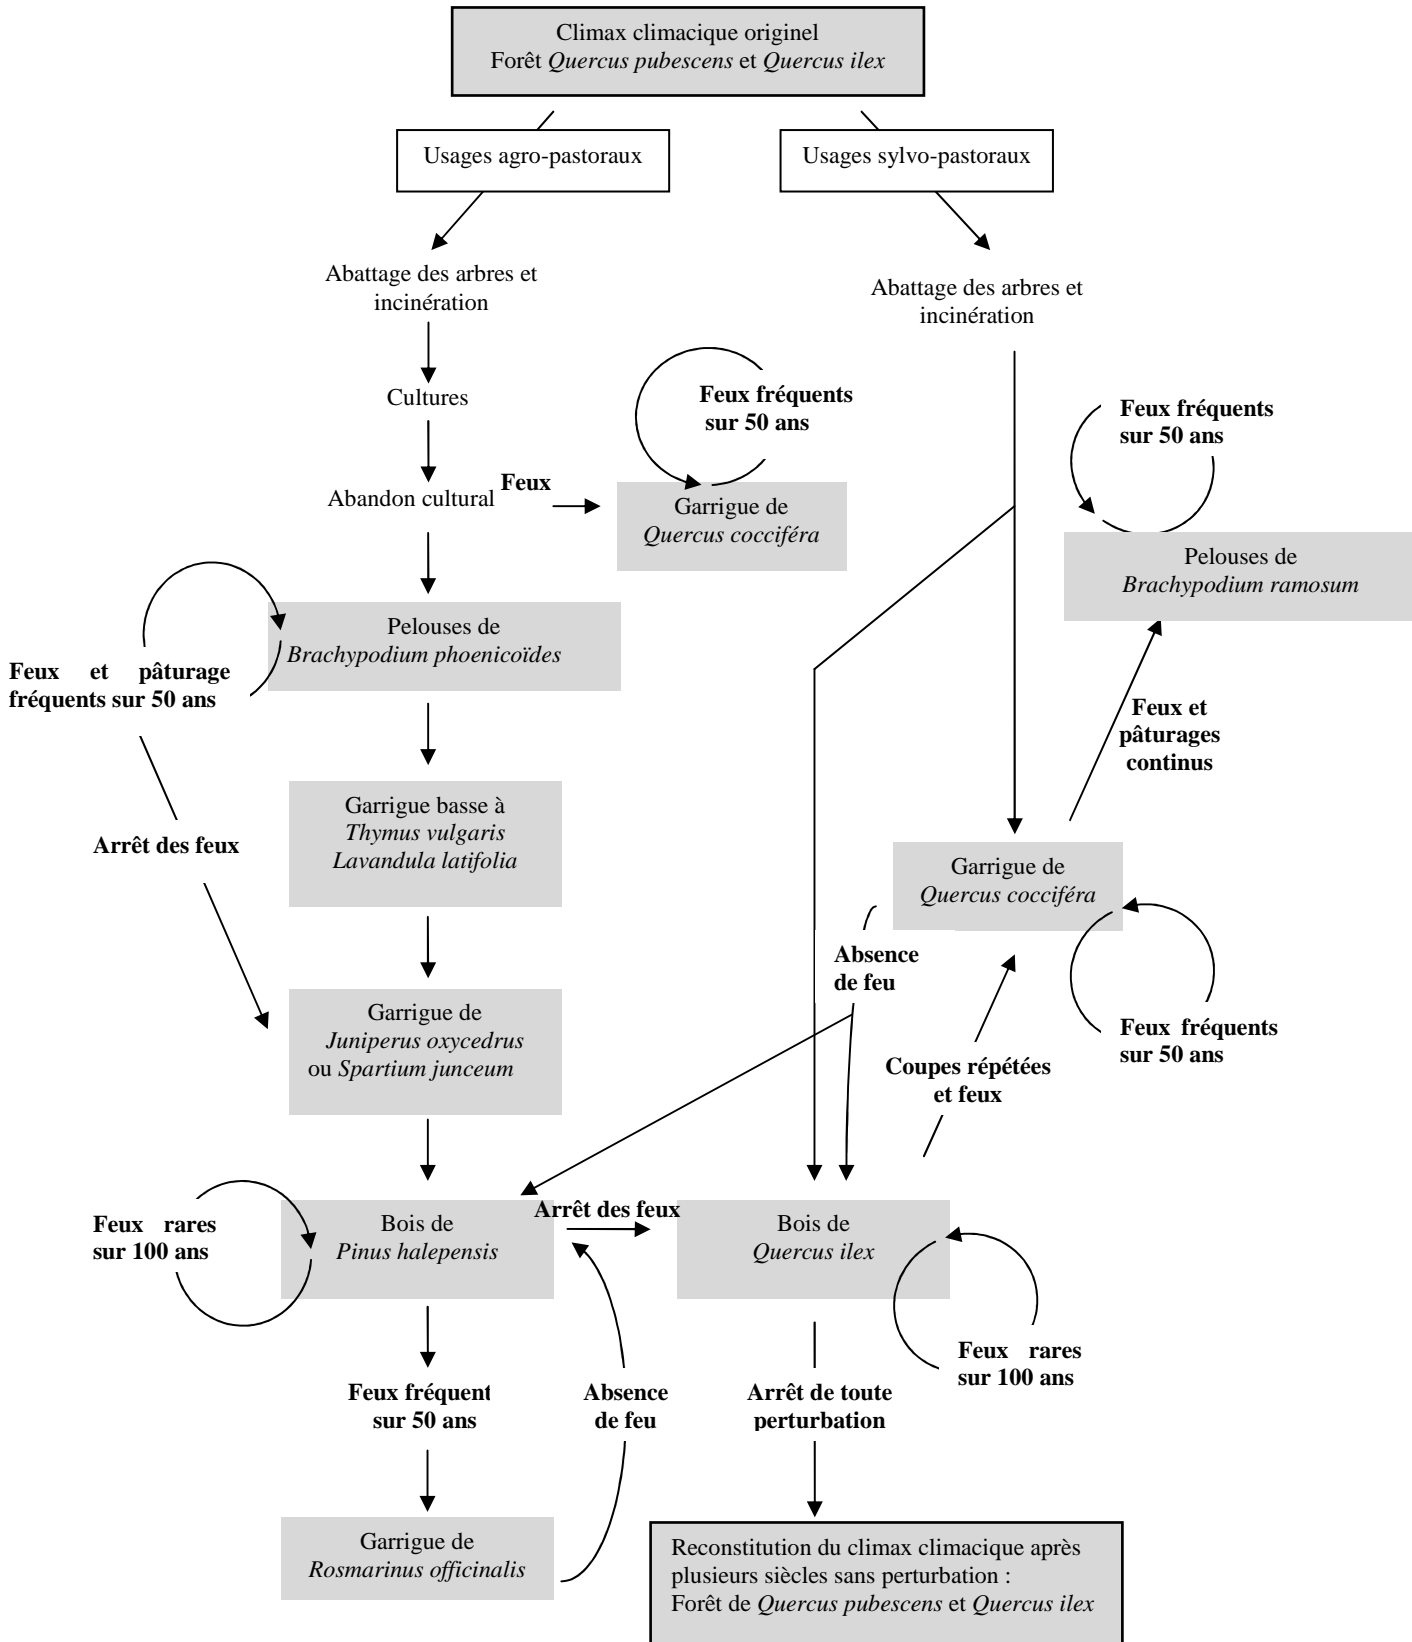 Climax climacique originel
Forêt Quercus pubescens et Quercus ilex
Usages agro-pastoraux
Usages sylvo-pastoraux
Abattage des arbres et
incinération
Abattage des arbres et
incinération
Cultures
Feux fréquents
sur 50 ans
Feux fréquents
sur 50 ans
Abandon cultural
Feux
Garrigue de
Quercus cocciféra
Pelouses de
Brachypodium ramosum
Pelouses de
Brachypodium phoenicoïdes
Feux et pâturage
fréquents sur 50 ans
Feux et
pâturages
continus
Garrigue basse à
Thymus vulgaris
Lavandula latifolia
Arrêt des feux
Garrigue de
Quercus cocciféra
Absence
de feu
Garrigue de
Juniperus oxycedrus
ou Spartium junceum
Feux fréquents
sur 50 ans
Coupes répétées
et feux
Feux rares
sur 100 ans
Bois de
Pinus halepensis
Arrêt des feux
Bois de
Quercus ilex
Feux rares
sur 100 ans
Feux fréquent
sur 50 ans
Absence
de feu
Arrêt de toute
perturbation
Garrigue de
Rosmarinus officinalis
Reconstitution du climax climacique après
plusieurs siècles sans perturbation :
Forêt de Quercus pubescens et Quercus ilex